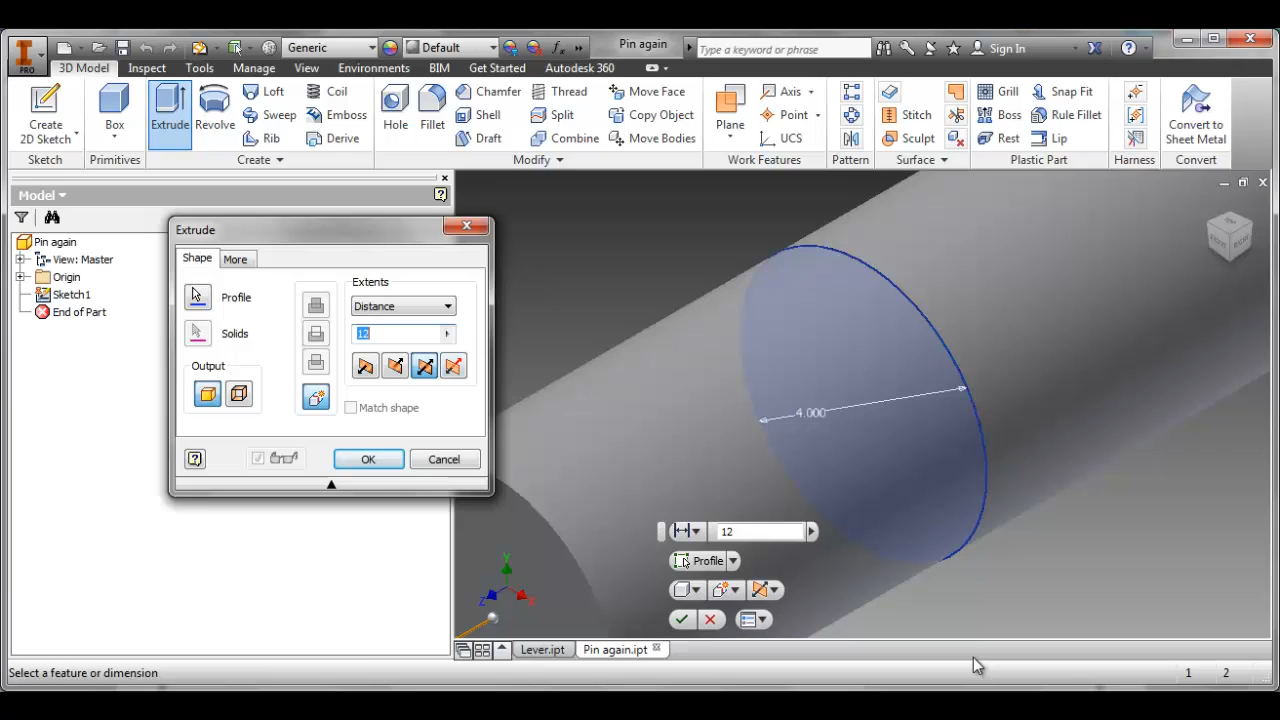 Generic
Default
fx
Pin again
Type a keyword or phrase
Sign In
PRO
3D Model Inspect Tools Manage View Environments BIM Get Started Autodesk 360
Create
2D Sketch
Box
Extrude
Revolve
Loft
Coil
Sweep
Emboss
Rib
Derive
Hole
Fillet
Chamfer
Thread
Move Face
Shell
Split
Copy Object
Draft
Combine
Move Bodies
Plane
Axis
Point
UCS
Stitch
Sculpt
Grill
Snap Fit
Boss
Rule Fillet
Rest
Lip
Convert to
Sheet Metal
Sketch Primitives Create Modify Work Features Pattern Surface Plastic Part Harness Convert
Model
Pin again
View: Master
Origin
Sketch1
End of Part
Extrude
Shape More
Profile
Solids
Output
Extents
Distance
12
Match shape
OK Cancel
4.000
12
Profile
Y
Z
X
Lever.ipt Pin again.ipt
Select a feature or dimension
1 2